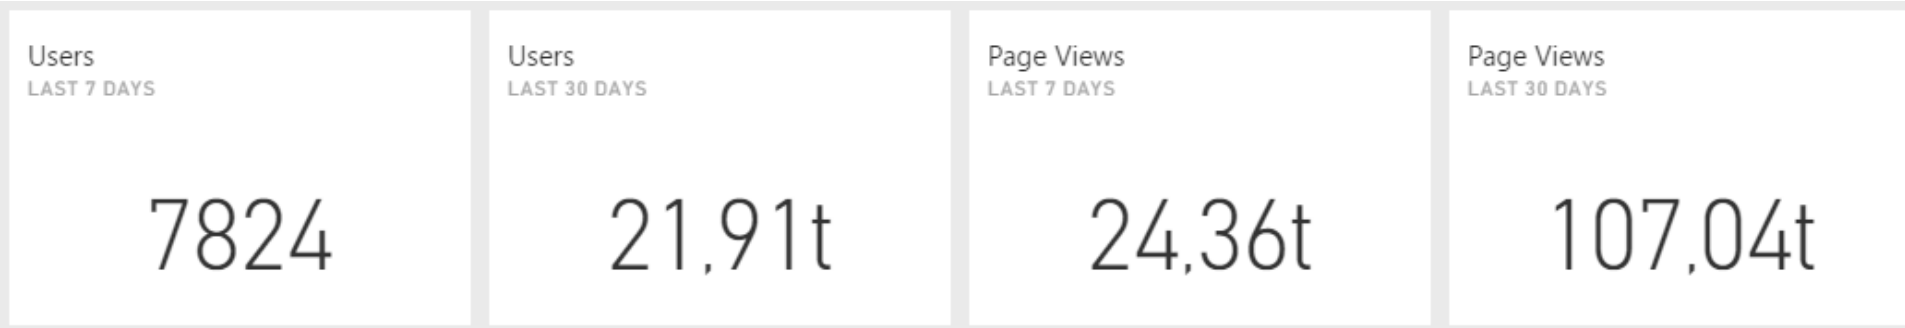 Users
LAST 7 DAYS
7824
Users
LAST 30 DAYS
21,91t
Page Views
LAST 7 DAYS
24,36t
Page Views
LAST 30 DAYS
107,04t